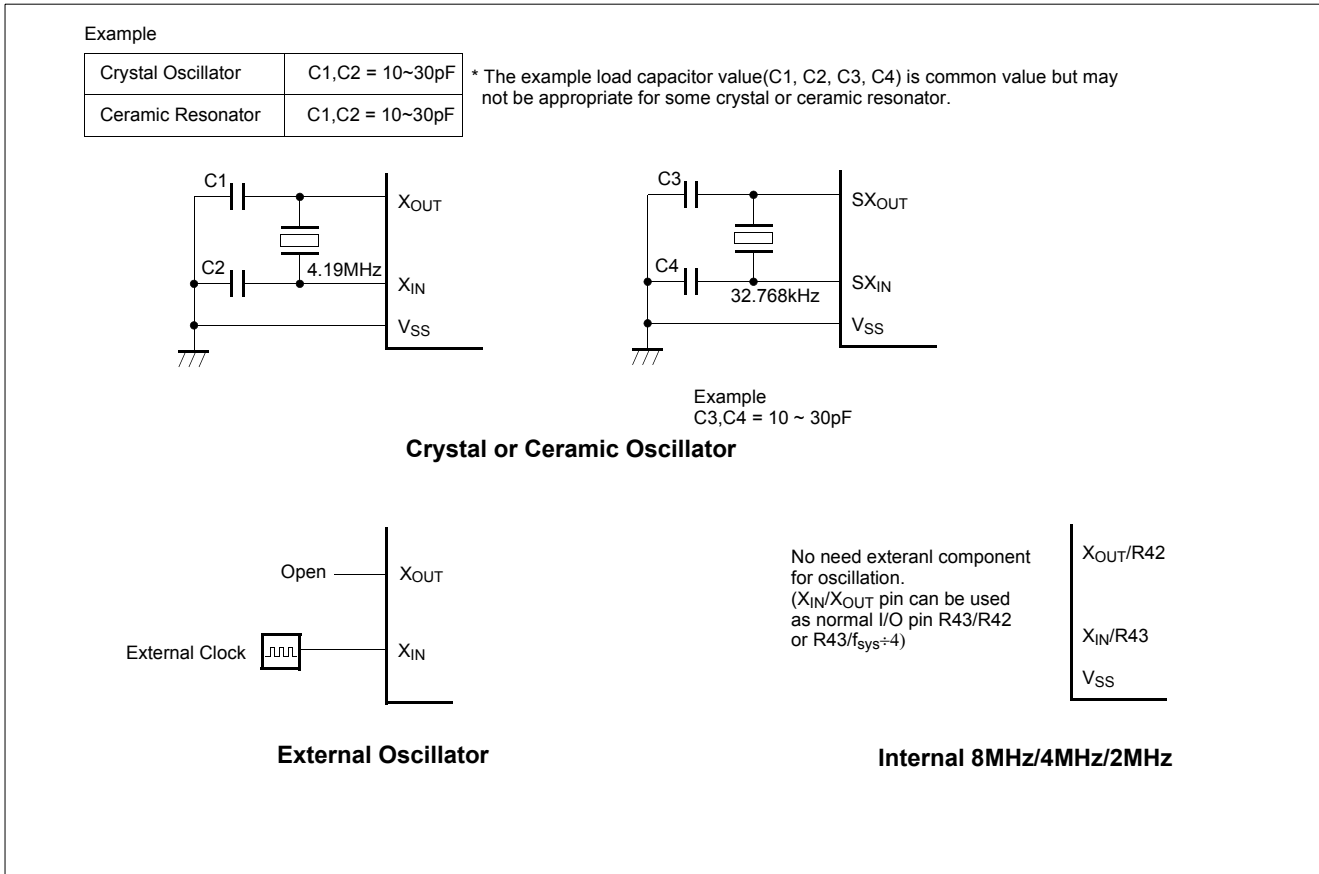 Example
Crystal Oscillator C1,C2 = 10~30pF
Ceramic Resonator C1,C2 = 10~30pF
* The example load capacitor value(C1, C2, C3, C4) is common value but may
not be appropriate for some crystal or ceramic resonator.
C1
XOUT
C2
4.19MHz
XIN
VSS
C3
SXOUT
C4
32.768kHz
SXIN
VSS
Example
C3,C4 = 10 ~ 30pF
Crystal or Ceramic Oscillator
Open
XOUT
External Clock
XIN
External Oscillator
No need exteranl component
for oscillation.
(XIN/XOUT pin can be used
as normal I/O pin R43/R42
or R43/fsys÷4)
XOUT/R42
XIN/R43
VSS
Internal 8MHz/4MHz/2MHz